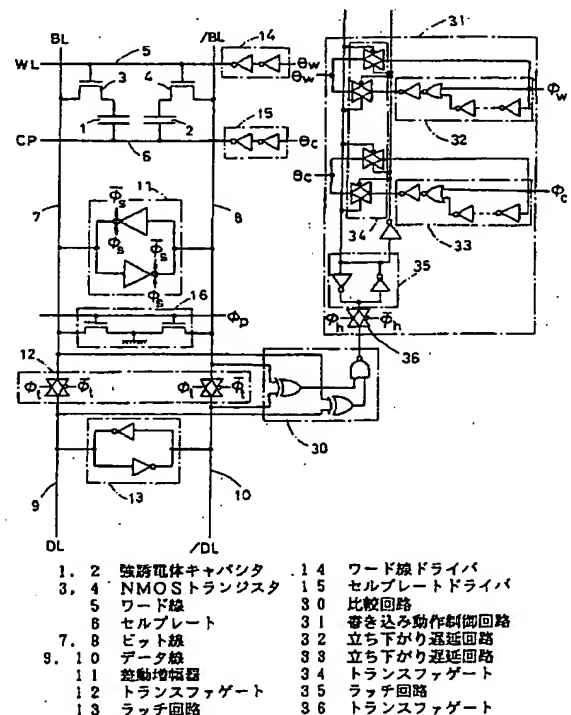 BL
/BL
14
31
WL
5
θw
3
4
θw
15
Φw
1
2
32
CP
6
θc
θc
Φc
7
11
8
Φ̄s
Φs
Φ̄s
Φs
34
33
35
16
Φp
Φh
Φ̄h
12
36
Φt
Φ̄t
Φt
Φ̄t
30
9
13
10
DL
/DL
1, 2 強誘電体キャパシタ
3, 4 NMOSトランジスタ
5 ワード線
6 セルプレート
7, 8 ビット線
9, 10 データ線
11 差動増幅器
12 トランスファゲート
13 ラッチ回路
14 ワード線ドライバ
15 セルプレートドライバ
30 比較回路
31 書き込み動作制御回路
32 立ち下がり遅延回路
33 立ち下がり遅延回路
34 トランスファゲート
35 ラッチ回路
36 トランスファゲート